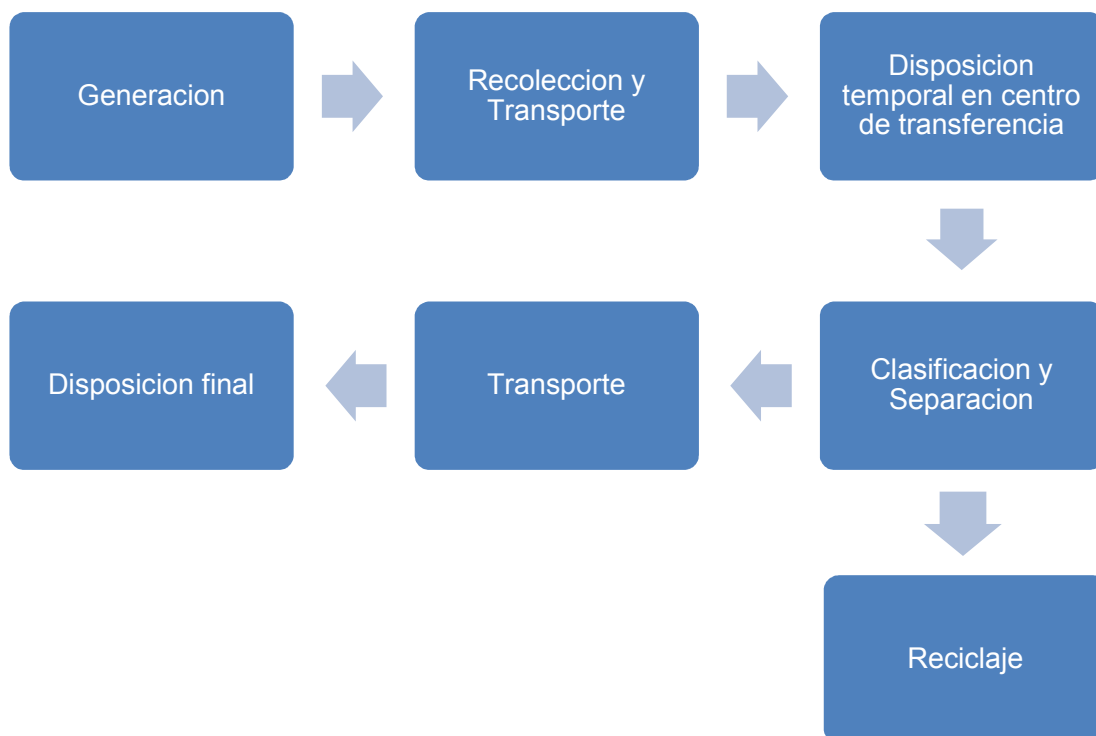 Generacion
Recoleccion y
Transporte
Disposicion
temporal en centro
de transferencia
Clasificacion y
Separacion
Transporte
Disposicion final
Reciclaje